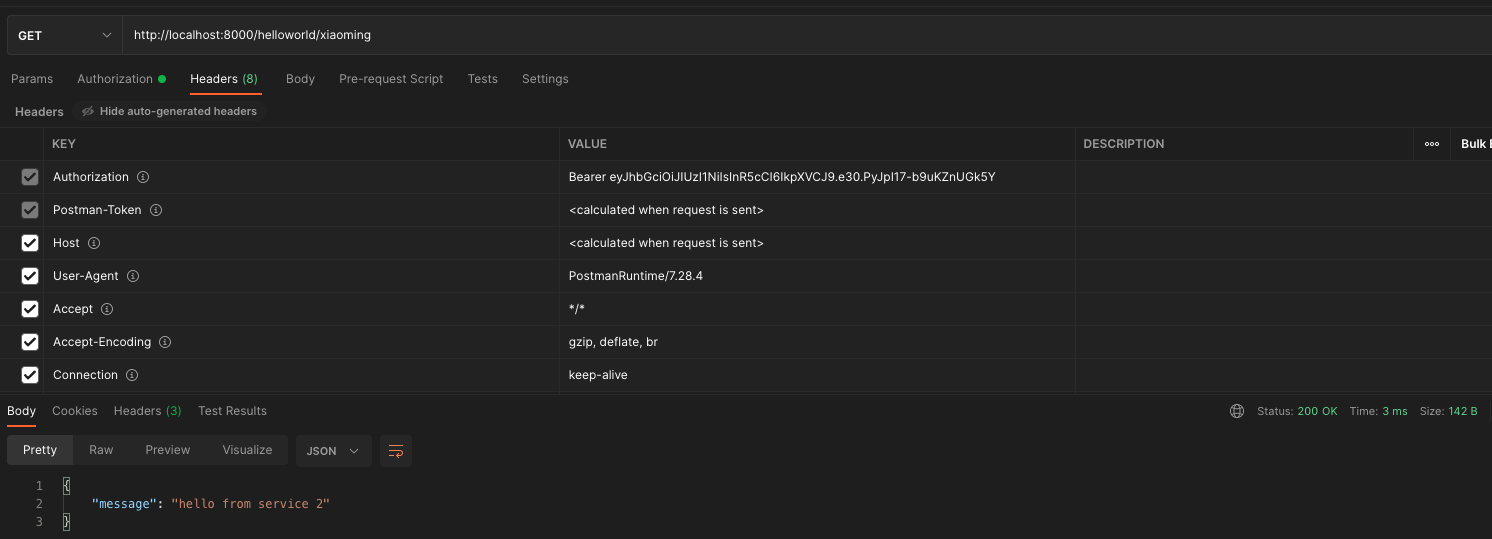 GET http://localhost:8000/helloworld/xiaoming
Params Authorization Headers (8) Body Pre-request Script Tests Settings
Headers Hide auto-generated headers
KEY VALUE DESCRIPTION ooo Bulk E
Authorization Bearer eyJhbGciOiJIUzI1NiIsInR5cCI6IkpXVCJ9.e30.PyJpI17-b9uKZnUGk5Y
Postman-Token <calculated when request is sent>
Host <calculated when request is sent>
User-Agent PostmanRuntime/7.28.4
Accept */*
Accept-Encoding gzip, deflate, br
Connection keep-alive
Body Cookies Headers (3) Test Results Status: 200 OK Time: 3 ms Size: 142 B
Pretty Raw Preview Visualize JSON
1 {
2 "message": "hello from service 2"
3 }